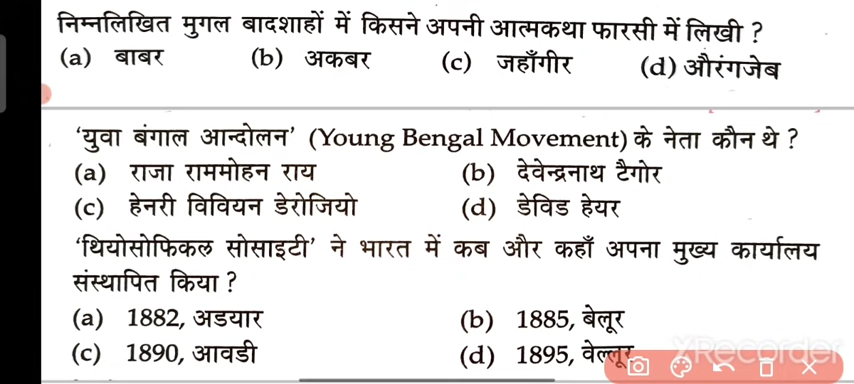 निम्नलिखित मुगल बादशाहों में किसने अपनी आत्मकथा फारसी में लिखी ?
(a) बाबर (b) अकबर (c) जहाँगीर (d) औरंगजेब
'युवा बंगाल आन्दोलन' (Young Bengal Movement) के नेता कौन थे ?
(a) राजा राममोहन राय (b) देवेन्द्रनाथ टैगोर
(c) हेनरी विवियन डेरोजियो (d) डेविड हेयर
'थियोसोफिकल सोसाइटी' ने भारत में कब और कहाँ अपना मुख्य कार्यालय
संस्थापित किया ?
(a) 1882, अडयार (b) 1885, बेलूर
(c) 1890, आवडी (d) 1895, वेल्लूर
XRecorder